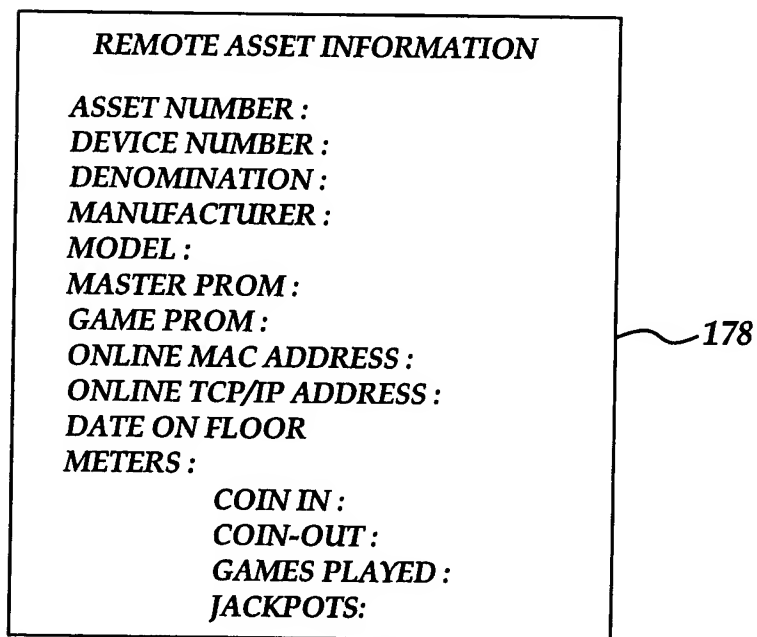 REMOTE ASSET INFORMATION
ASSET NUMBER :
DEVICE NUMBER :
DENOMINATION :
MANUFACTURER :
MODEL :
MASTER PROM :
GAME PROM :
ONLINE MAC ADDRESS :
ONLINE TCP/IP ADDRESS :
DATE ON FLOOR
METERS :
COIN IN :
COIN-OUT :
GAMES PLAYED :
JACKPOTS:
178